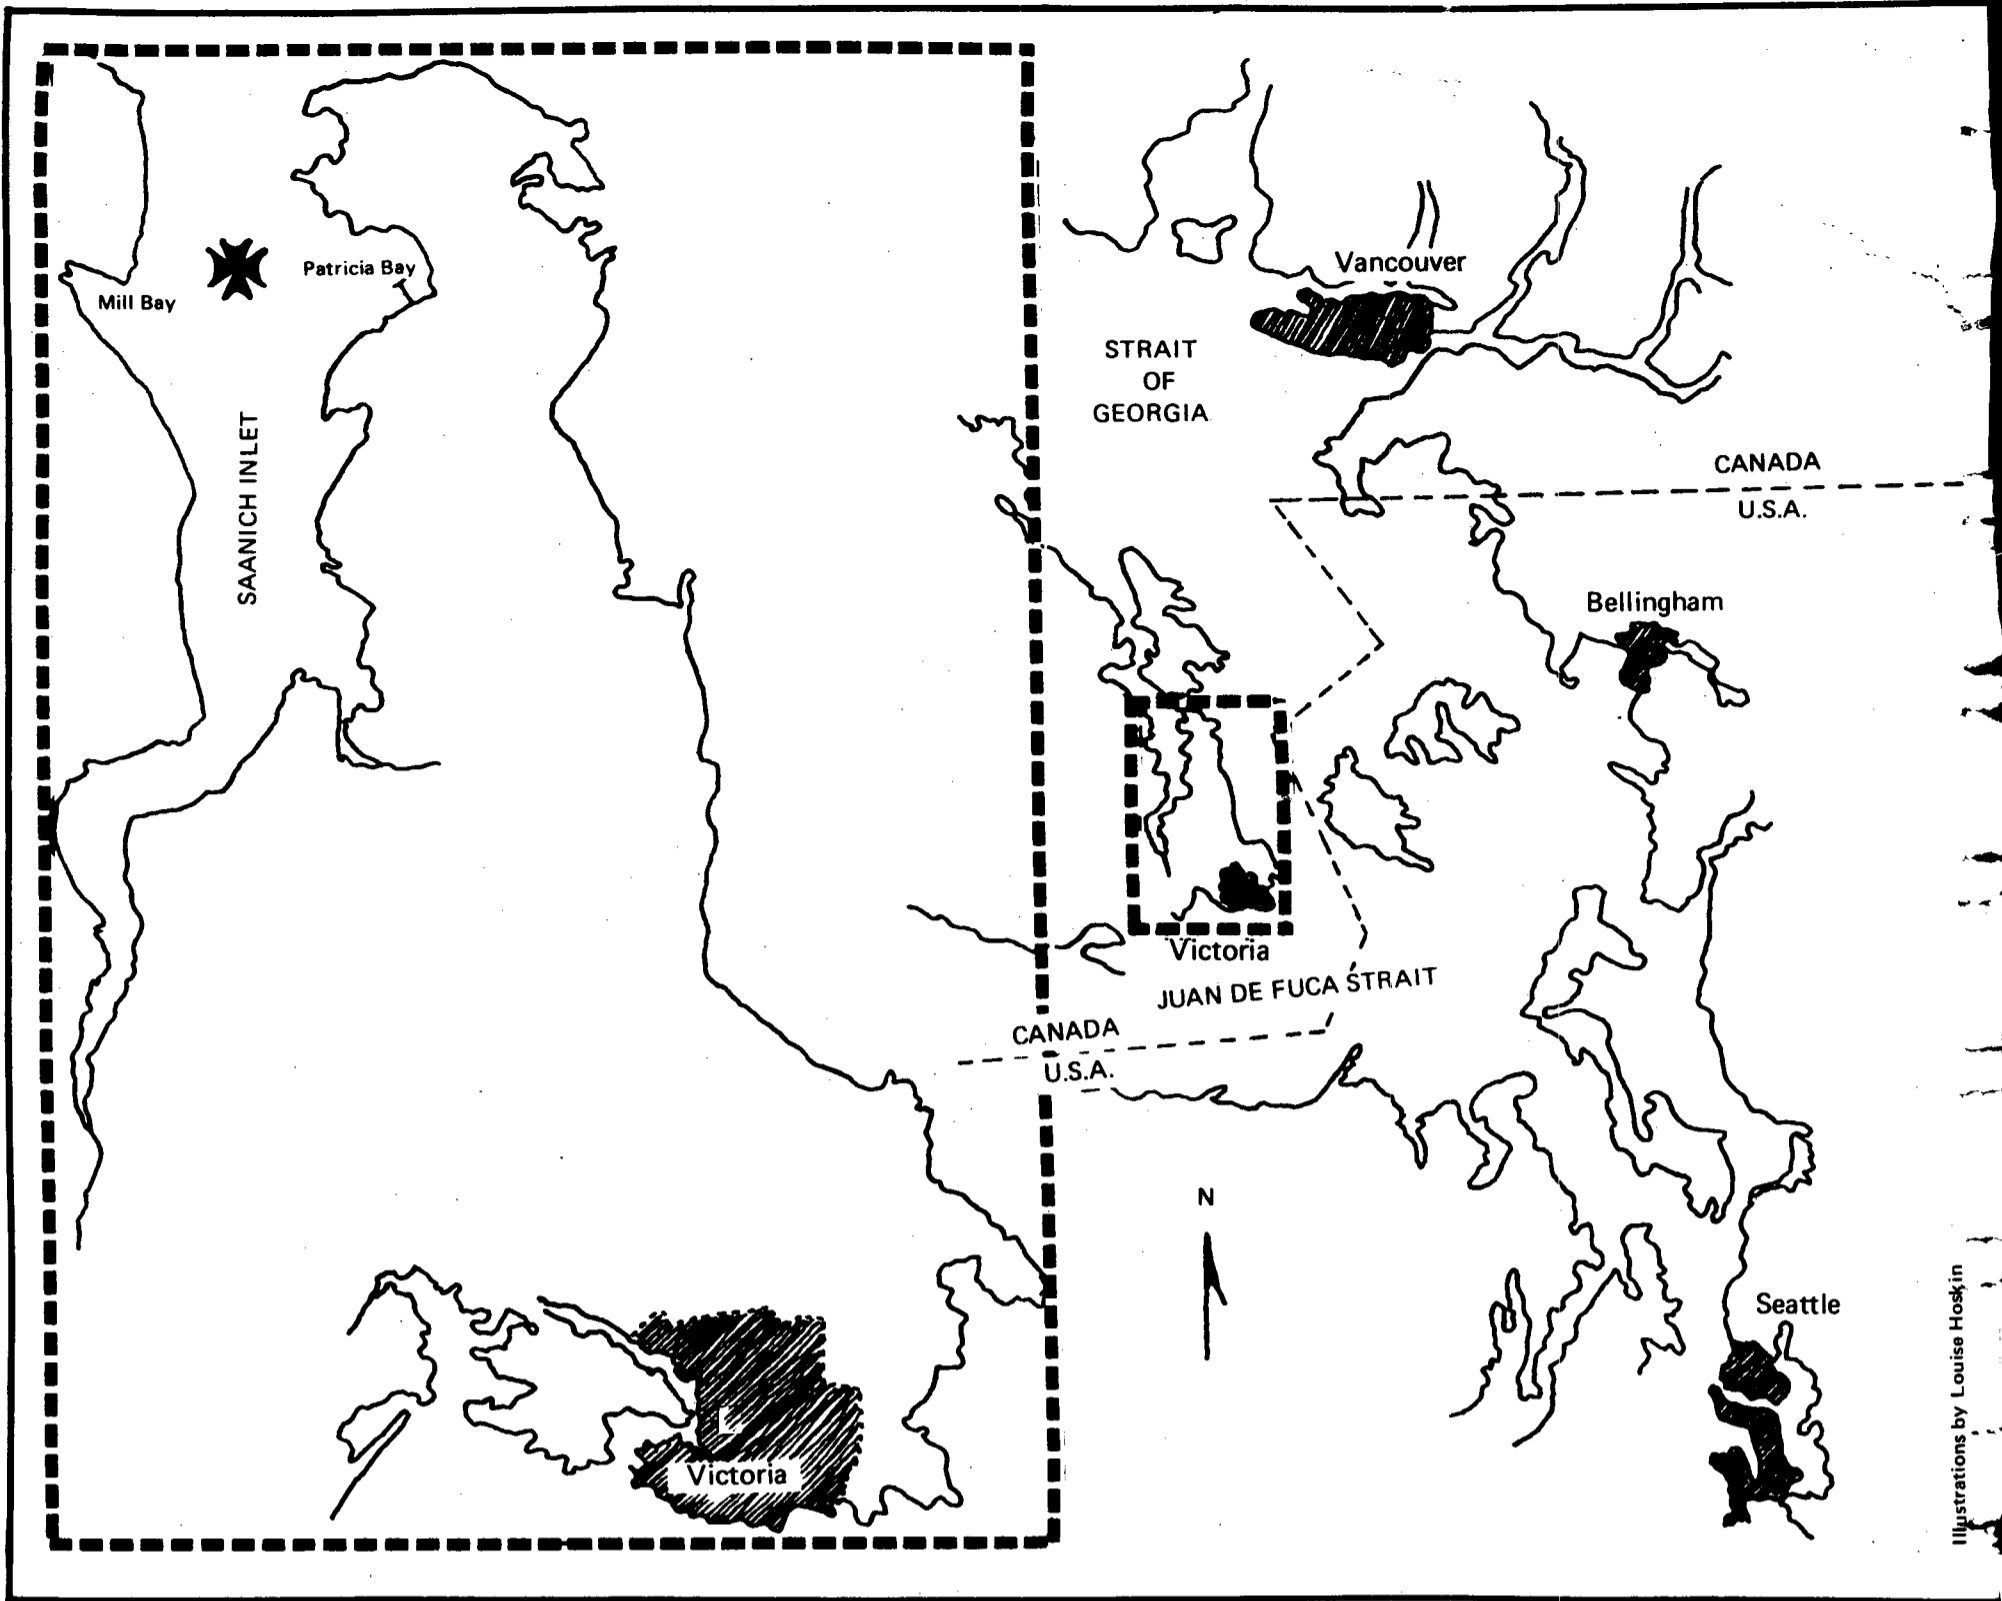 Patricia Bay
Mill Bay
SAANICH INLET
Victoria
Vancouver
STRAIT
OF
GEORGIA
CANADA
U.S.A.
Bellingham
Victoria
JUAN DE FUCA STRAIT
CANADA
U.S.A.
N
Seattle
Illustrations by Louise Hoskin